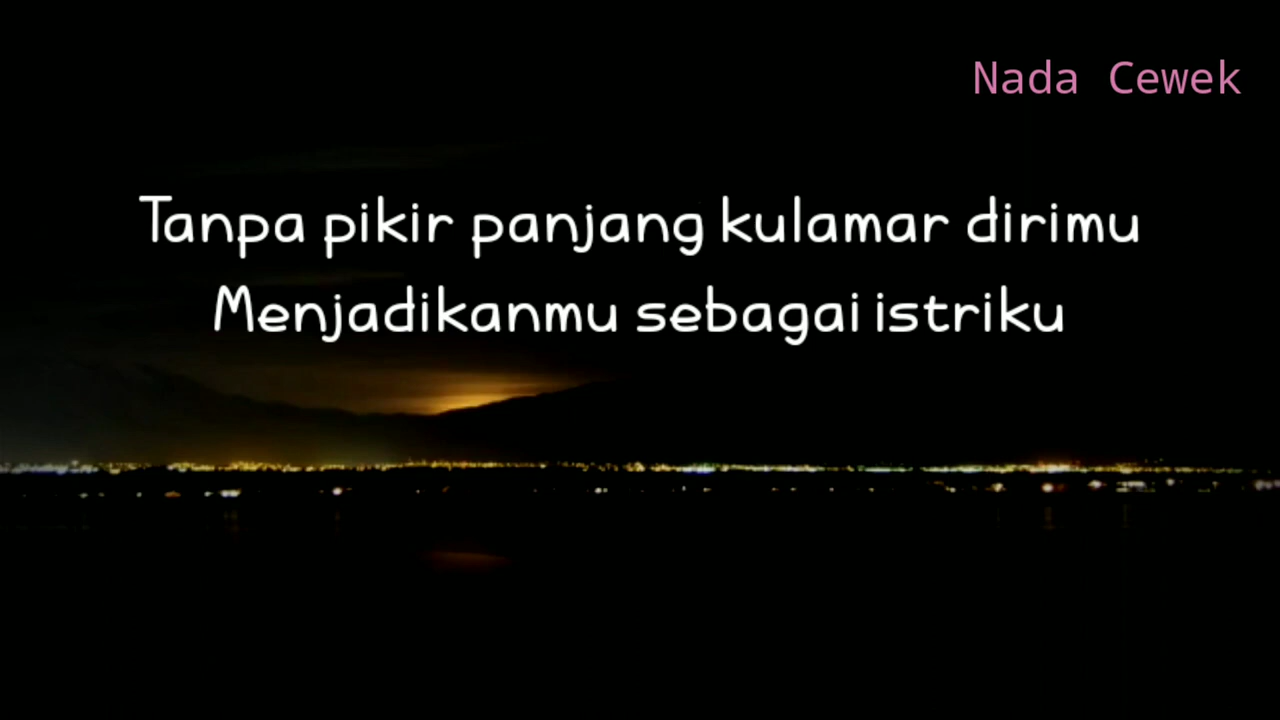 Nada Cewek
Tanpa pikir panjang kulamar dirimu
Menjadikanmu sebagai istriku